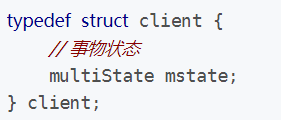 typedef struct client {
    // 事物状态
    multiState mstate;
} client;